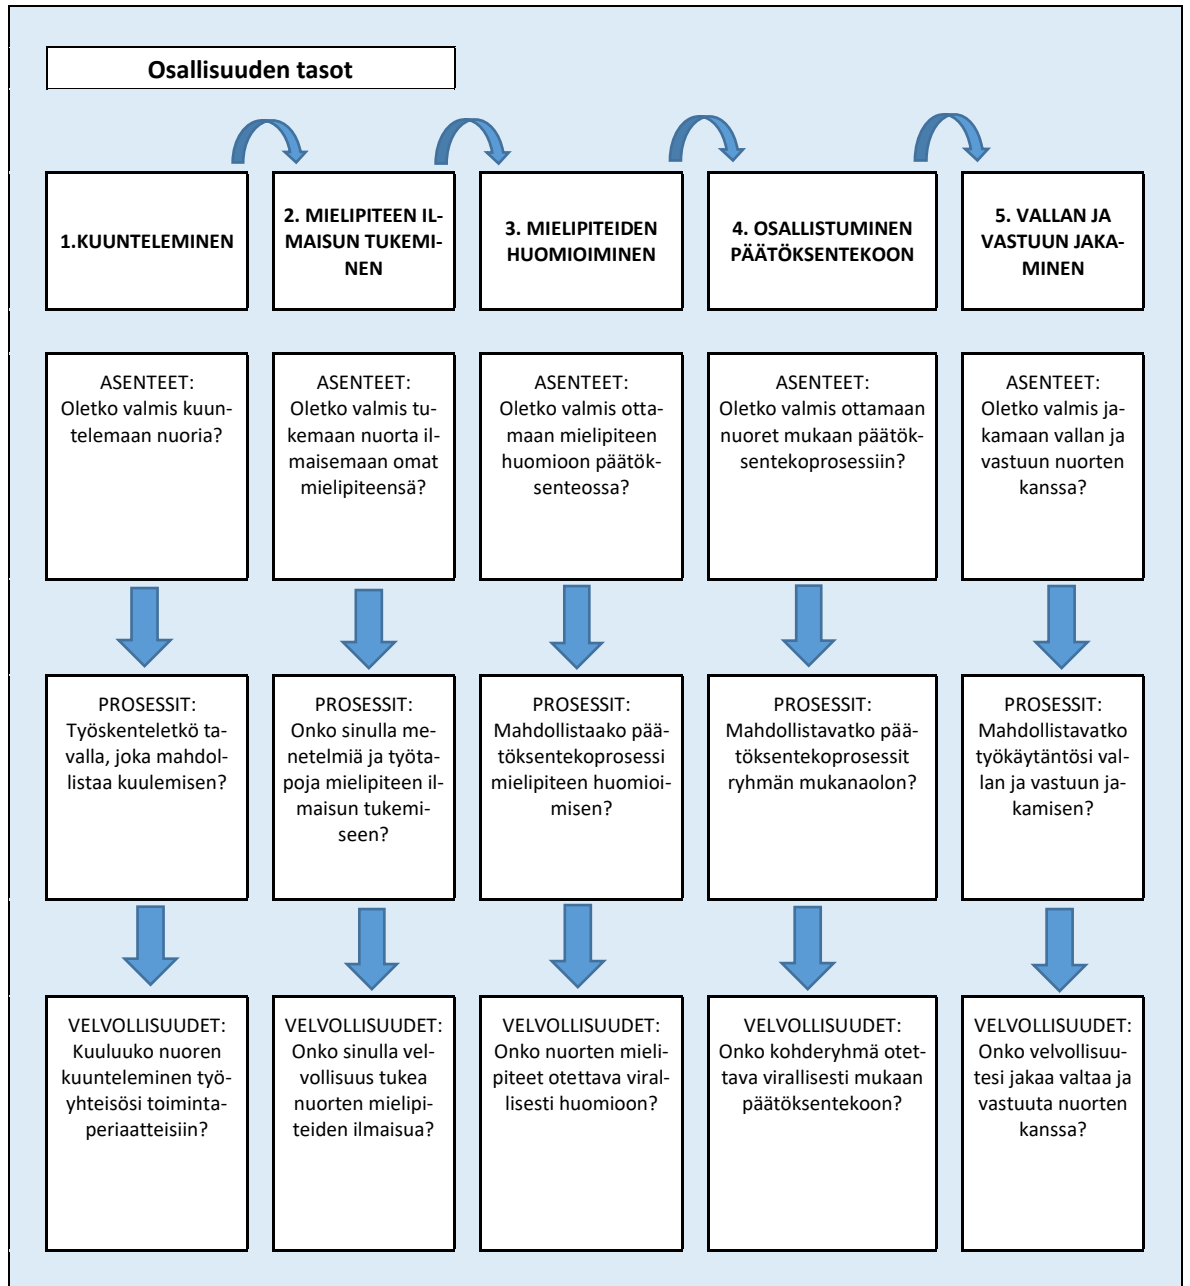 Osallisuuden tasot
1.KUUNTELEMINEN
2. MIELIPITEEN IL-
MAISUN TUKEMI-
NEN
3. MIELIPITEIDEN
HUOMIOIMINEN
4. OSALLISTUMINEN
PÄÄTÖKSENTEKOON
5. VALLAN JA
VASTUUN JAKA-
MINEN
ASENTEET:
Oletko valmis kuun-
telemaan nuoria?
ASENTEET:
Oletko valmis tu-
kemaan nuorta il-
maisemaan omat
mielipiteensä?
ASENTEET:
Oletko valmis otta-
maan mielipiteen
huomioon päätök-
senteossa?
ASENTEET:
Oletko valmis ottamaan
nuoret mukaan päätök-
sentekoprosessiin?
ASENTEET:
Oletko valmis ja-
kamaan vallan ja
vastuun nuorten
kanssa?
PROSESSIT:
Työskenteletkö ta-
valla, joka mahdol-
listaa kuulemisen?
PROSESSIT:
Onko sinulla me-
netelmiä ja työta-
poja mielipiteen il-
maisun tukemi-
seen?
PROSESSIT:
Mahdollistaako pää-
töksentekoprosessi
mielipiteen huomioi-
misen?
PROSESSIT:
Mahdollistavatko pää-
töksentekoprosessit
ryhmän mukanaolon?
PROSESSIT:
Mahdollistavatko
työkäytäntösi val-
lan ja vastuun ja-
kamisen?
VELVOLLISUUDET:
Kuuluuko nuoren
kuunteleminen työ-
yhteisösi toiminta-
periaatteisiin?
VELVOLLISUUDET:
Onko sinulla vel-
vollisuus tukea
nuorten mielipi-
teiden ilmaisua?
VELVOLLISUUDET:
Onko nuorten mieli-
piteet otettava viral-
lisesti huomioon?
VELVOLLISUUDET:
Onko kohderyhmä otet-
tava virallisesti mukaan
päätöksentekoon?
VELVOLLISUUDET:
Onko velvollisuu-
tesi jakaa valtaa ja
vastuuta nuorten
kanssa?